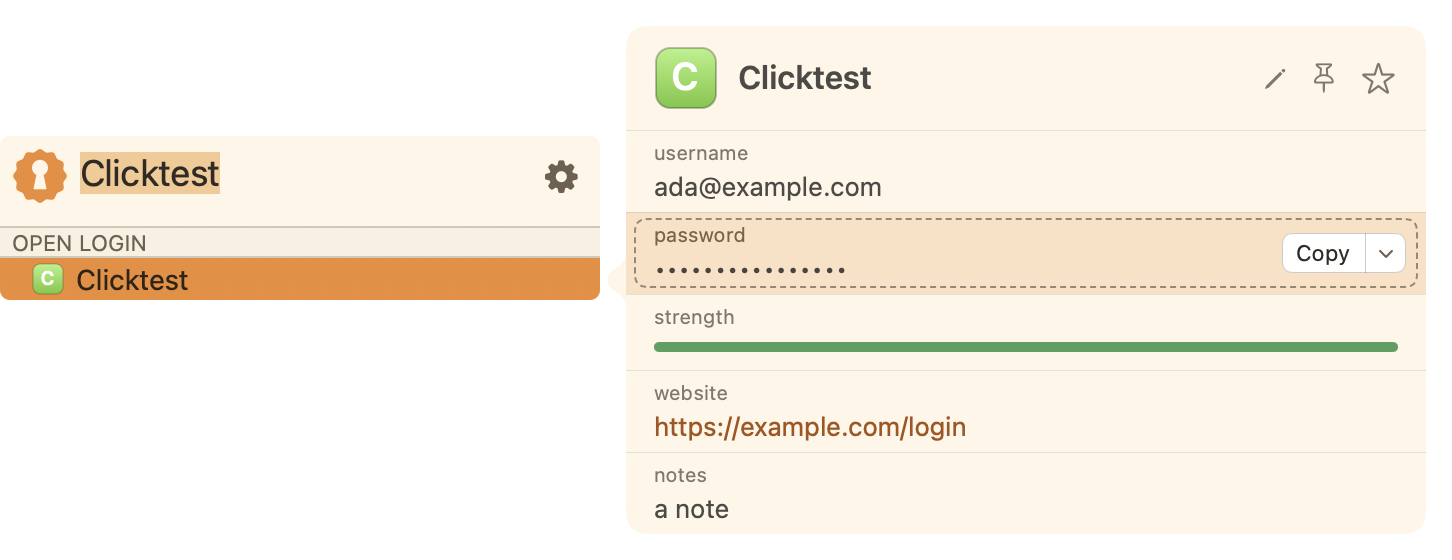 Clicktest
OPEN LOGIN
C Clicktest
C Clicktest
username
ada@example.com
password
••••••••••••••••
Copy
strength
website
https://example.com/login
notes
a note